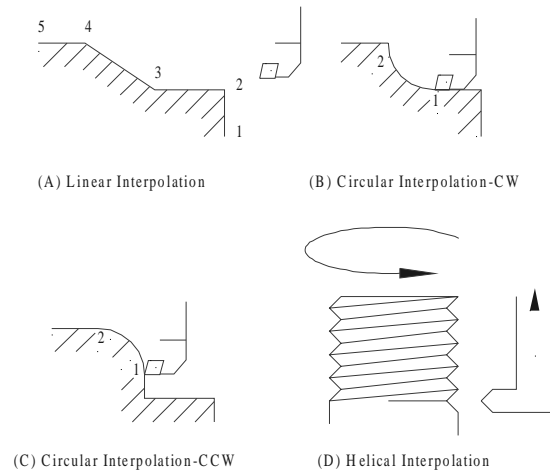 5 4
3
2
1
2
1
(A) Linear Interpolation
(B) Circular Interpolation-CW
2
1
(C) Circular Interpolation-CCW
(D) Helical Interpolation